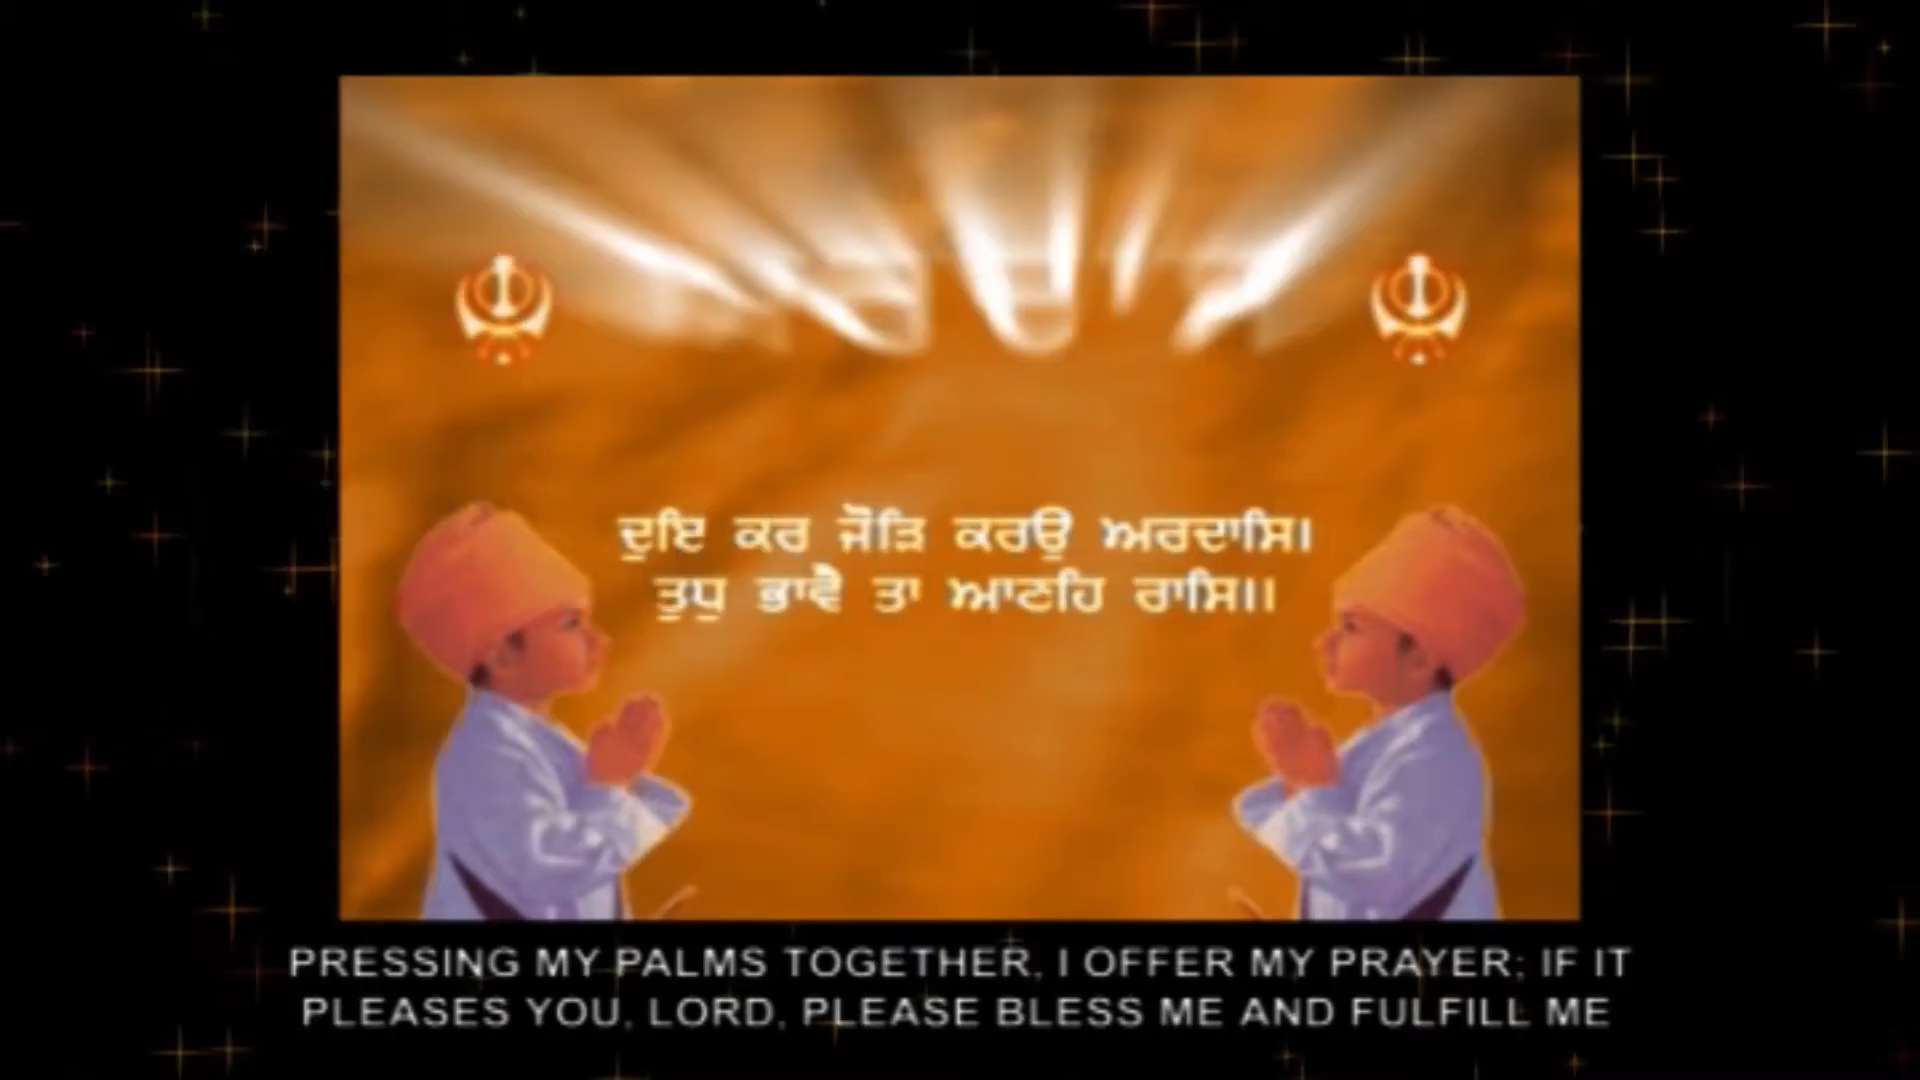 ਦੁਇ ਕਰ ਜੋੜਿ ਕਰਉ ਅਰਦਾਸਿ।
ਤੁਧੁ ਭਾਵੈ ਤਾ ਆਣਹਿ ਰਾਸਿ।।
PRESSING MY PALMS TOGETHER, I OFFER MY PRAYER; IF IT
PLEASES YOU, LORD, PLEASE BLESS ME AND FULFILL ME